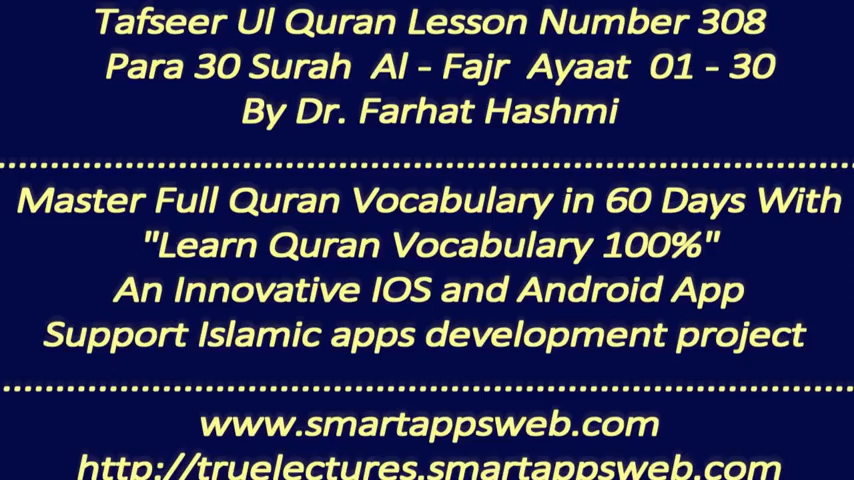 Tafseer Ul Quran Lesson Number 308
Para 30 Surah Al - Fajr Ayaat 01 - 30
By Dr. Farhat Hashmi
Master Full Quran Vocabulary in 60 Days With
"Learn Quran Vocabulary 100%"
An Innovative IOS and Android App
Support Islamic apps development project
www.smartappsweb.com
http://truelectures.smartappsweb.com